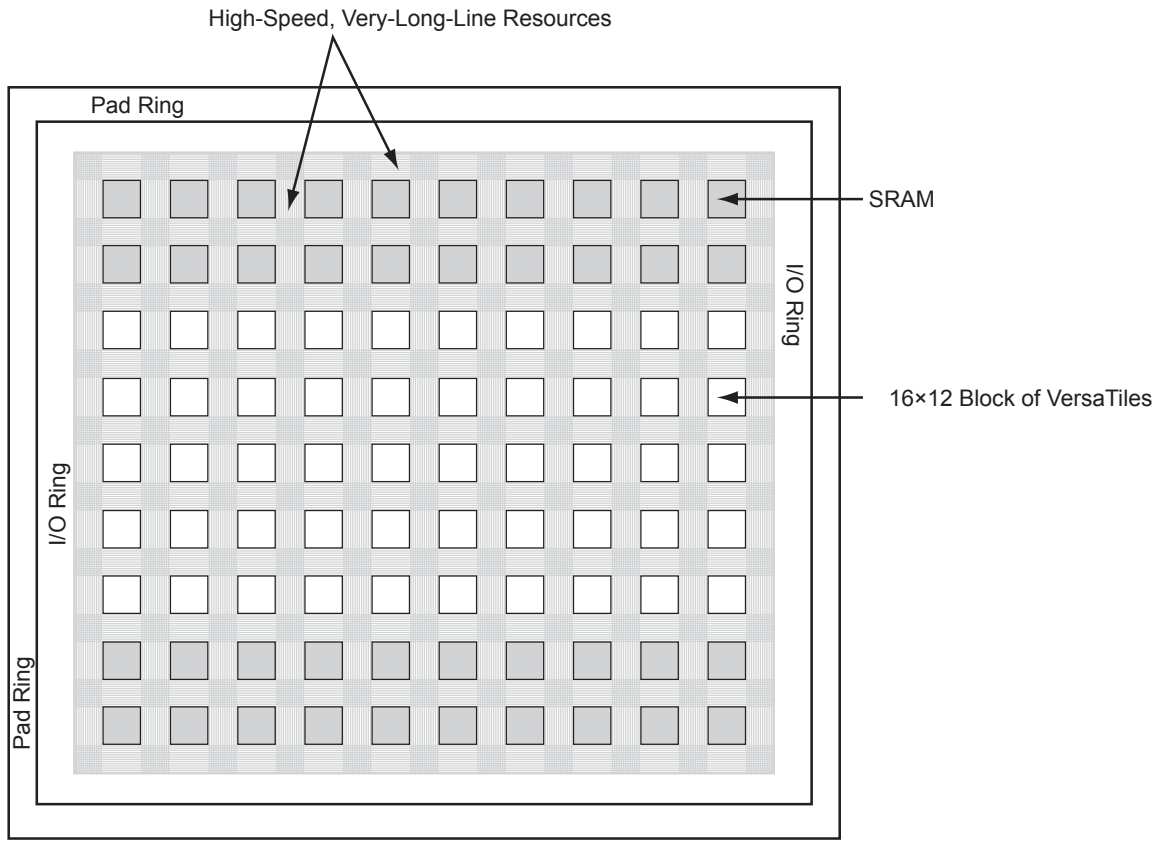 High-Speed, Very-Long-Line Resources
Pad Ring
SRAM
I/O Ring
16×12 Block of VersaTiles
I/O Ring
Pad Ring